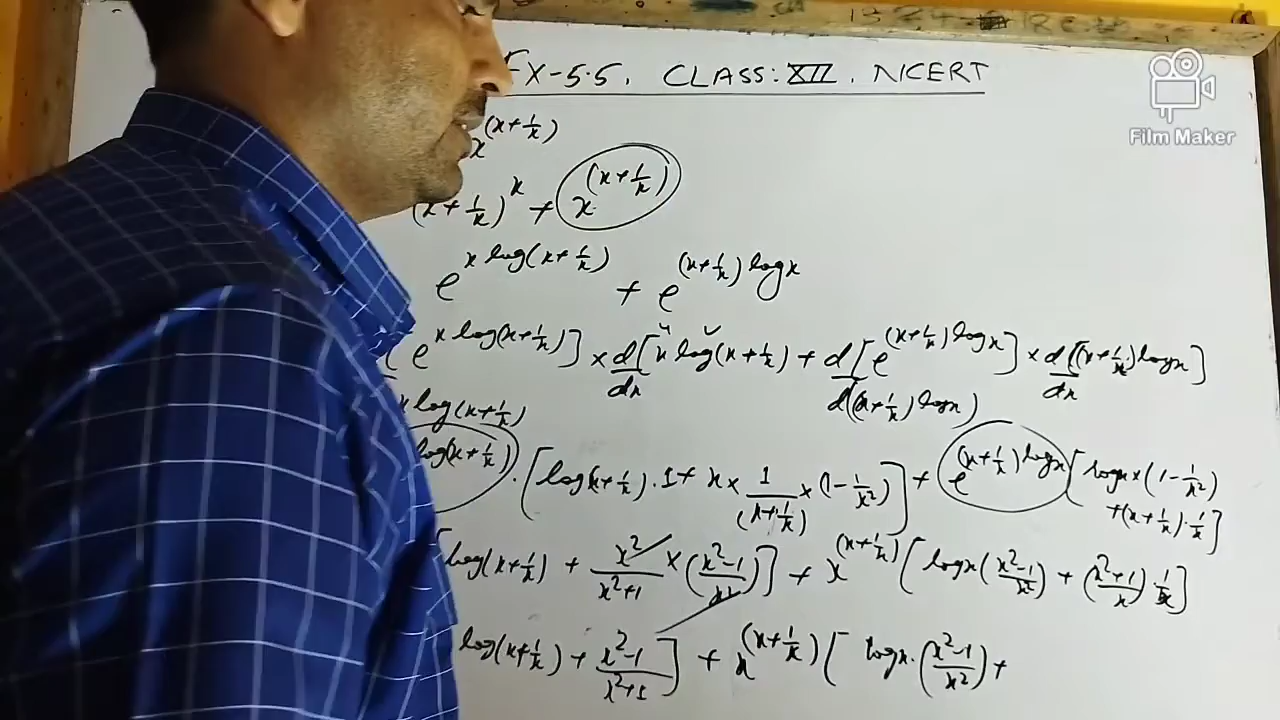 EX-5.5. CLASS: XII. NCERT
Film Maker
x^(x+1/x)
(x+1/x)^x + x^(x+1/x)
e^(x log(x+1/x)) + e^((x+1/x) log x)
[e^(x log(x+1/x))] × d/dx [x log(x+1/x) + d/d((x+1/x) log x) [e^((x+1/x) log x)] × d/dx [(x+1/x) log x]
x log(x+1/x)
log(x+1/x) . [log(x+1/x) . 1 + x × 1/(x+1/x) × (1 - 1/x²)] + e^((x+1/x) log x) [log x × (1 - 1/x²)
+ (x+1/x) . 1/x]
[log(x+1/x) + x²/(x²+1) × (x²-1/x²)] + x^(x+1/x) [log x (x²-1/x²) + (x²+1/x) . 1/x]
log(x+1/x) + x²-1/x²+1] + x^(x+1/x) [log x . (x²-1/x²) +